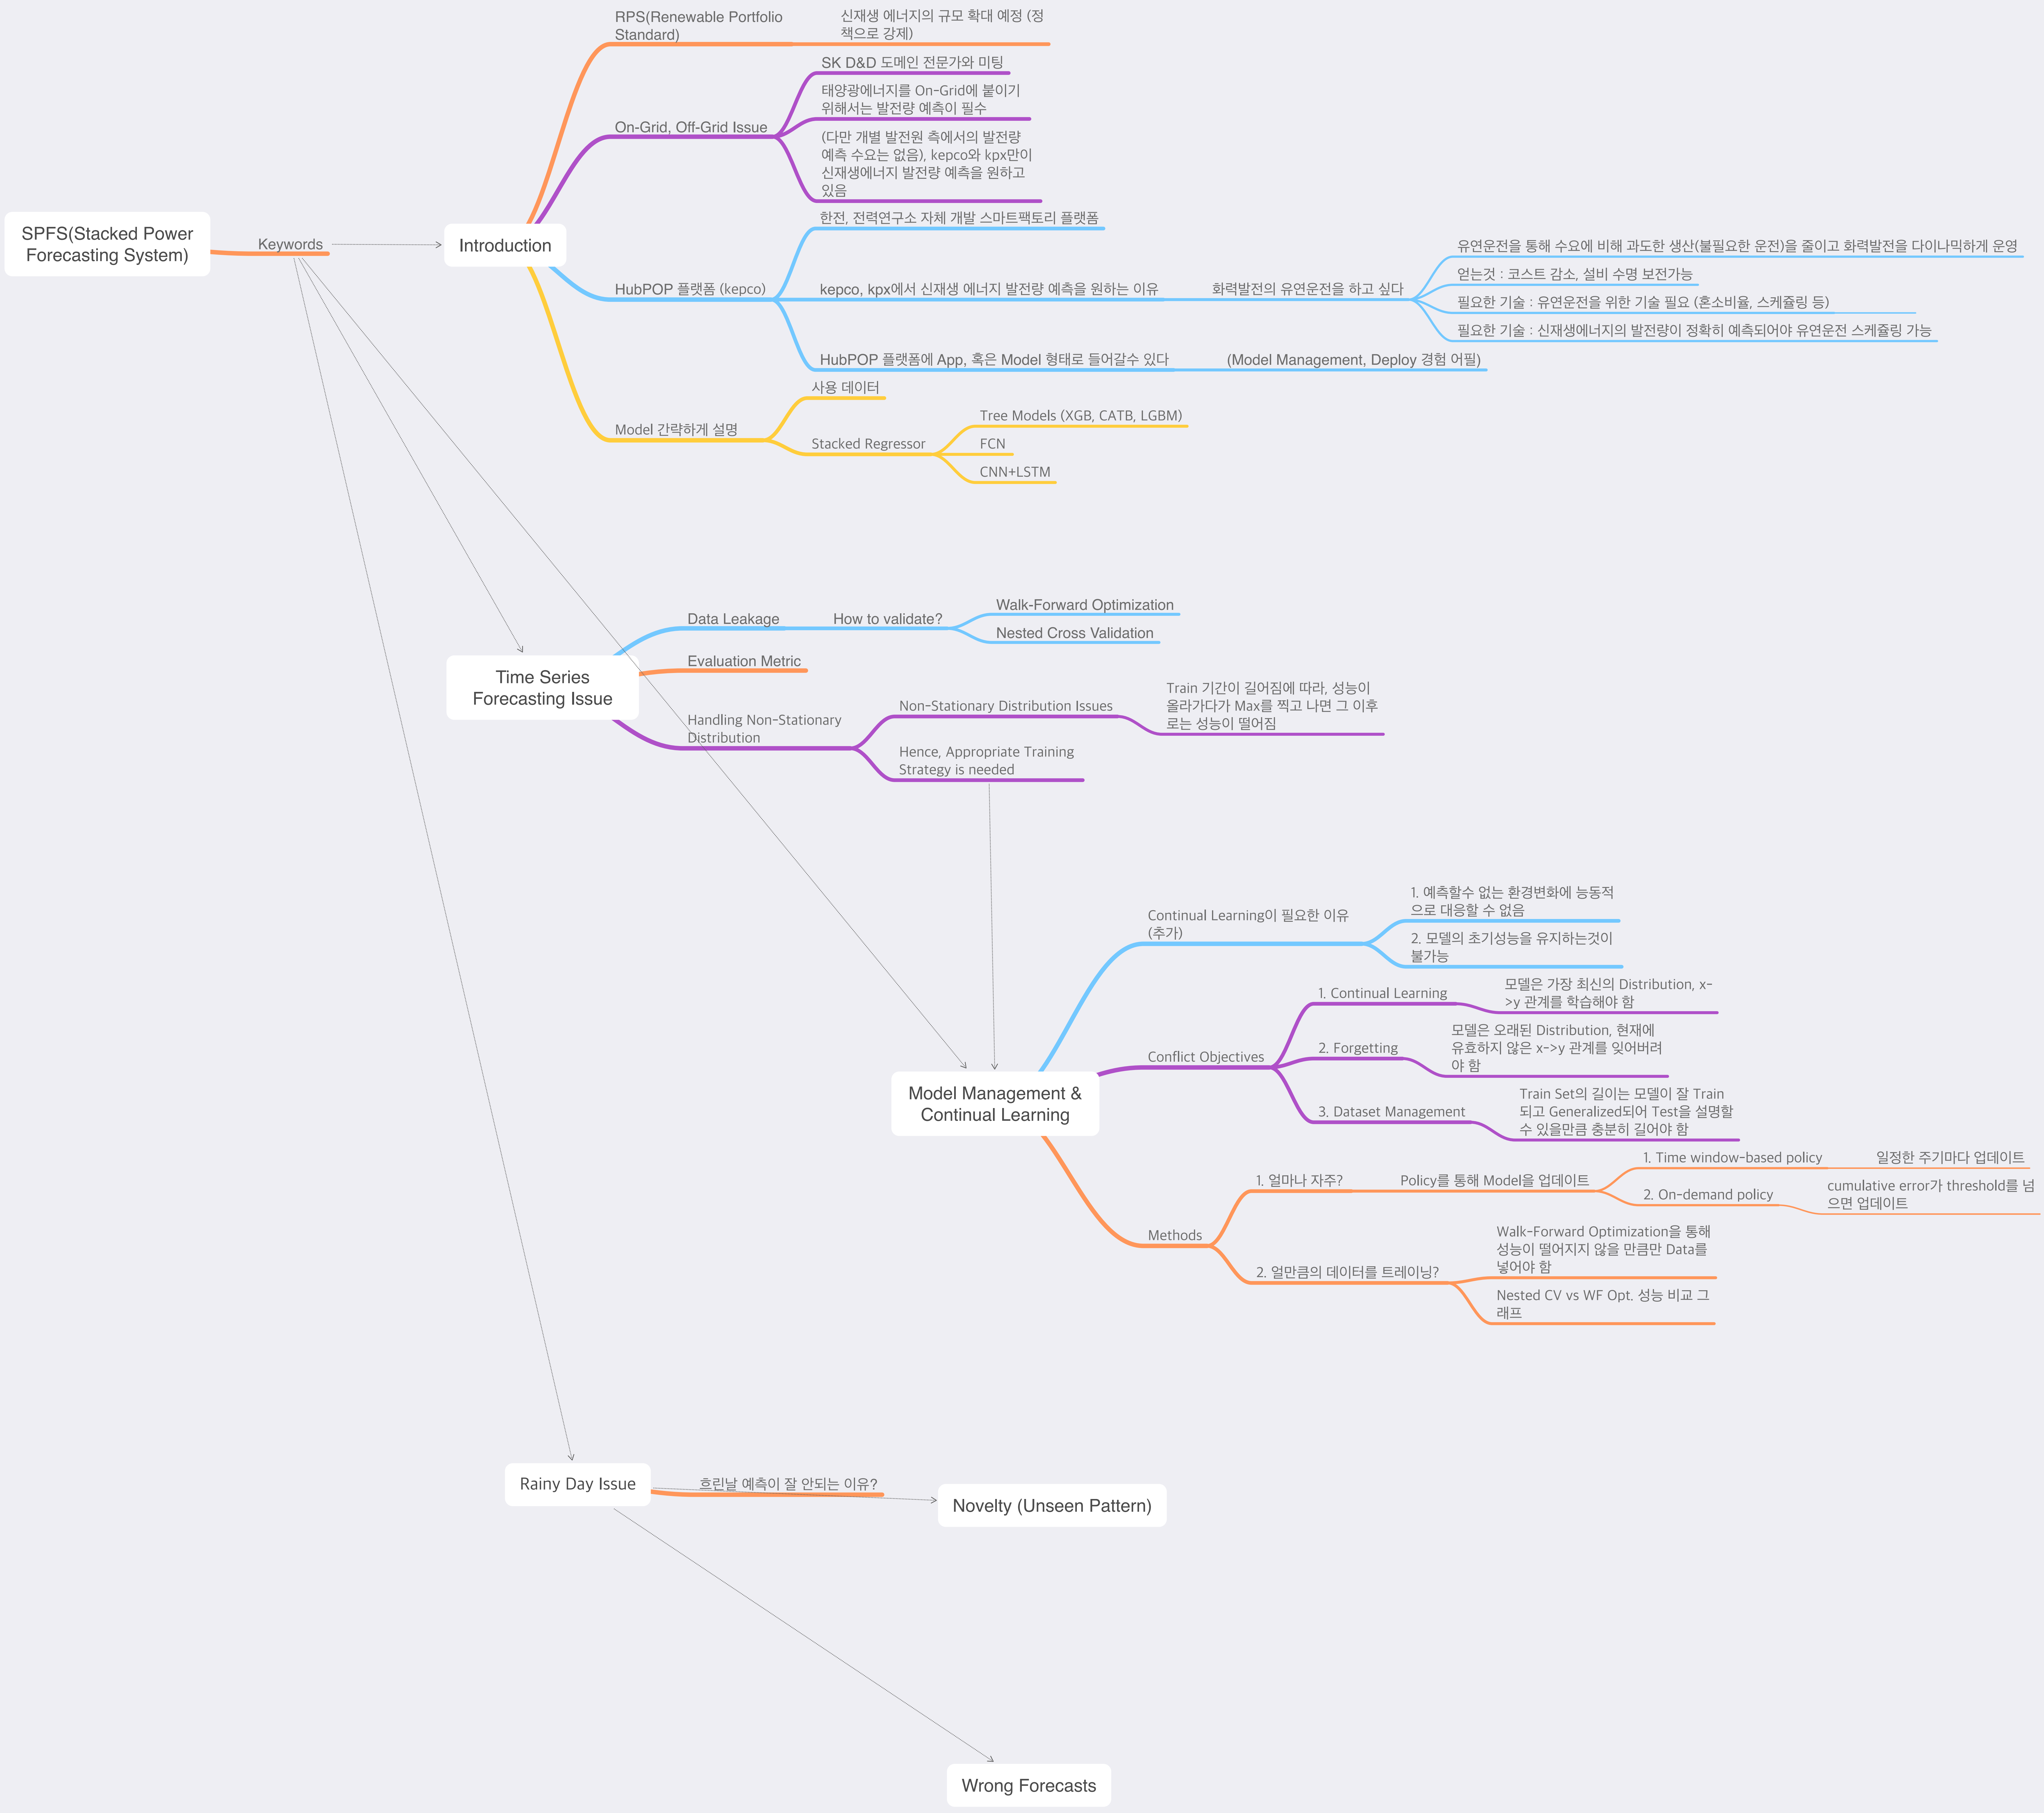 SPFS(Stacked Power
Forecasting System)
Keywords
Introduction
RPS(Renewable Portfolio
Standard)
신재생 에너지의 규모 확대 예정 (정
책으로 강제)
On-Grid, Off-Grid Issue
SK D&D 도메인 전문가와 미팅
태양광에너지를 On-Grid에 붙이기
위해서는 발전량 예측이 필수
(다만 개별 발전원 측에서의 발전량
예측 수요는 없음), kepco와 kpx만이
신재생에너지 발전량 예측을 원하고
있음
HubPOP 플랫폼 (kepco)
한전, 전력연구소 자체 개발 스마트팩토리 플랫폼
kepco, kpx에서 신재생 에너지 발전량 예측을 원하는 이유
화력발전의 유연운전을 하고 싶다
유연운전을 통해 수요에 비해 과도한 생산(불필요한 운전)을 줄이고 화력발전을 다이나믹하게 운영
얻는것 : 코스트 감소, 설비 수명 보전가능
필요한 기술 : 유연운전을 위한 기술 필요 (혼소비율, 스케쥴링 등)
필요한 기술 : 신재생에너지의 발전량이 정확히 예측되어야 유연운전 스케쥴링 가능
HubPOP 플랫폼에 App, 혹은 Model 형태로 들어갈수 있다
(Model Management, Deploy 경험 어필)
Model 간략하게 설명
사용 데이터
Stacked Regressor
Tree Models (XGB, CATB, LGBM)
FCN
CNN+LSTM
Time Series
Forecasting Issue
Data Leakage
How to validate?
Walk-Forward Optimization
Nested Cross Validation
Evaluation Metric
Handling Non-Stationary
Distribution
Non-Stationary Distribution Issues
Train 기간이 길어짐에 따라, 성능이
올라가다가 Max를 찍고 나면 그 이후
로는 성능이 떨어짐
Hence, Appropriate Training
Strategy is needed
Model Management &
Continual Learning
Continual Learning이 필요한 이유
(추가)
1. 예측할수 없는 환경변화에 능동적
으로 대응할 수 없음
2. 모델의 초기성능을 유지하는것이
불가능
Conflict Objectives
1. Continual Learning
모델은 가장 최신의 Distribution, x-
>y 관계를 학습해야 함
2. Forgetting
모델은 오래된 Distribution, 현재에
유효하지 않은 x->y 관계를 잊어버려
야 함
3. Dataset Management
Train Set의 길이는 모델이 잘 Train
되고 Generalized되어 Test을 설명할
수 있을만큼 충분히 길어야 함
Methods
1. 얼마나 자주?
Policy를 통해 Model을 업데이트
1. Time window-based policy
일정한 주기마다 업데이트
2. On-demand policy
cumulative error가 threshold를 넘
으면 업데이트
2. 얼만큼의 데이터를 트레이닝?
Walk-Forward Optimization을 통해
성능이 떨어지지 않을 만큼만 Data를
넣어야 함
Nested CV vs WF Opt. 성능 비교 그
래프
Rainy Day Issue
흐린날 예측이 잘 안되는 이유?
Novelty (Unseen Pattern)
Wrong Forecasts